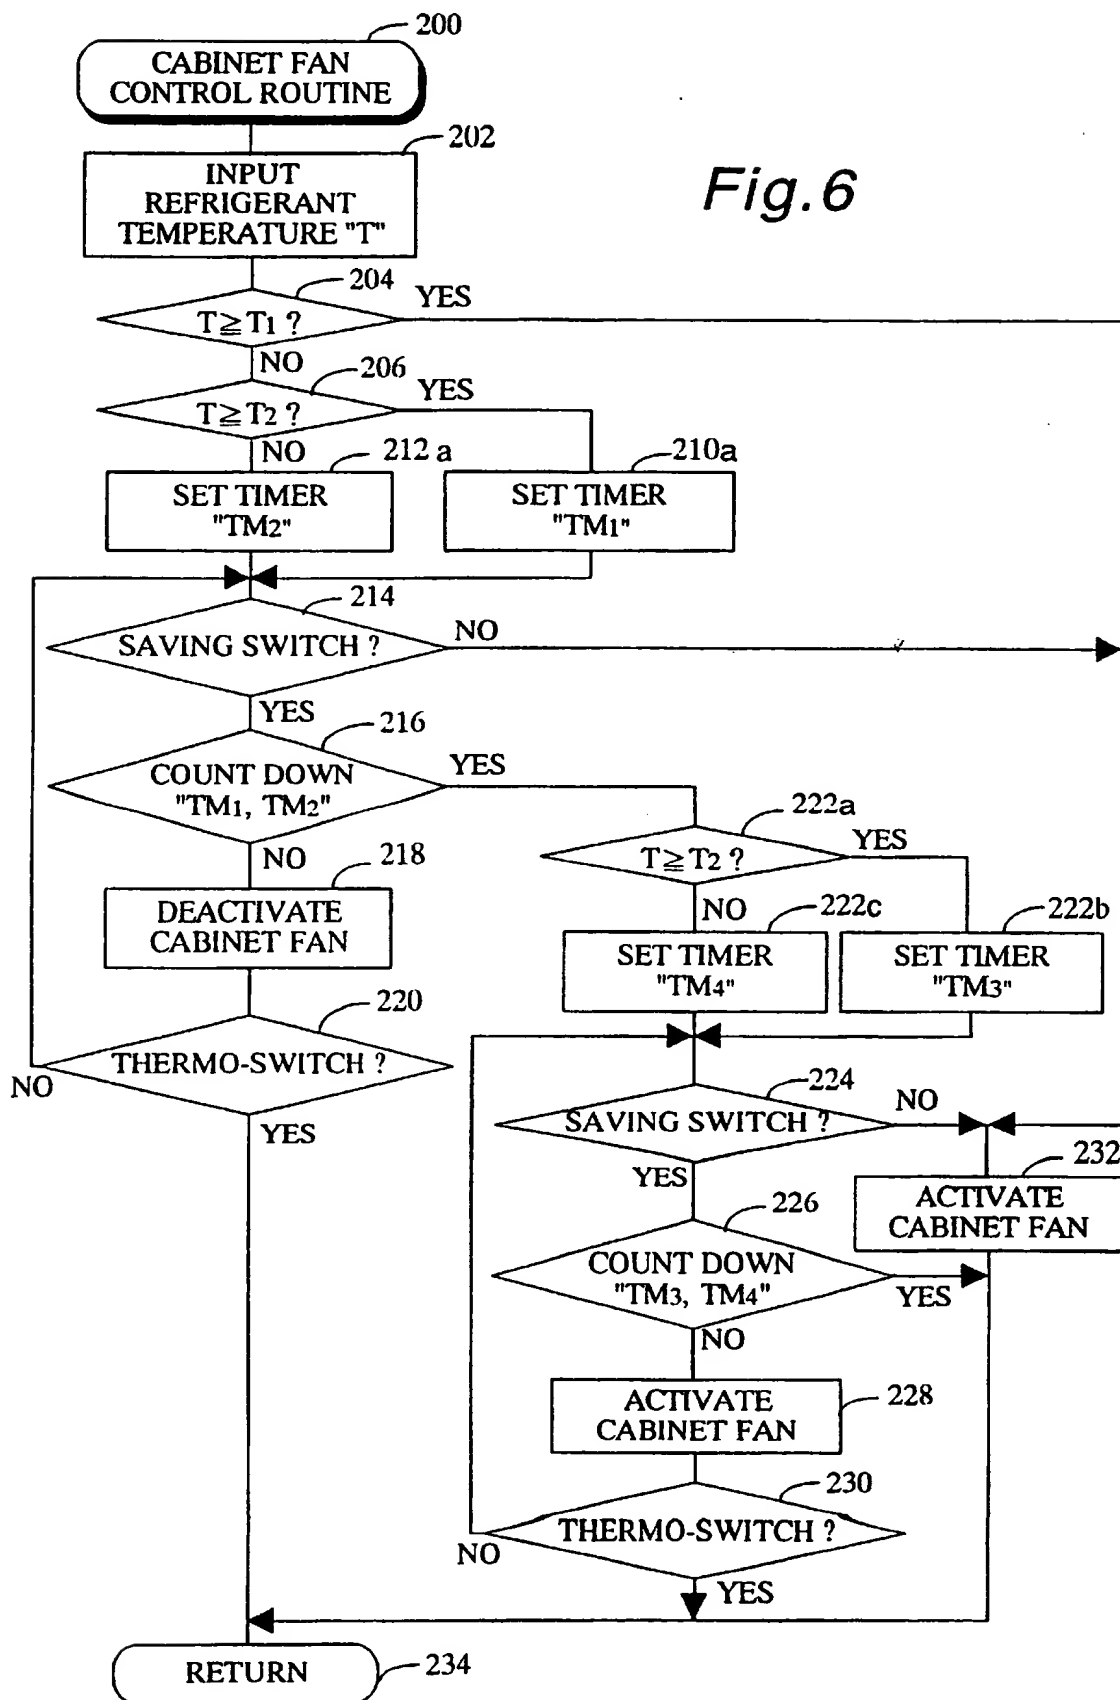 200
CABINET FAN
CONTROL ROUTINE
202
INPUT
REFRIGERANT
TEMPERATURE "T"
Fig.6
204
YES
T≧T1 ?
NO
206
YES
T≧T2 ?
NO
212 a
210a
SET TIMER
"TM2"
SET TIMER
"TM1"
214
SAVING SWITCH ?
NO
YES
216
COUNT DOWN
"TM1, TM2"
YES
222a
NO
218
T≧T2 ?
YES
DEACTIVATE
CABINET FAN
NO
222c
222b
SET TIMER
"TM4"
SET TIMER
"TM3"
220
THERMO-SWITCH ?
NO
YES
224
SAVING SWITCH ?
NO
YES
232
ACTIVATE
CABINET FAN
226
COUNT DOWN
"TM3, TM4"
YES
NO
ACTIVATE
CABINET FAN
228
230
THERMO-SWITCH ?
NO
YES
RETURN
234